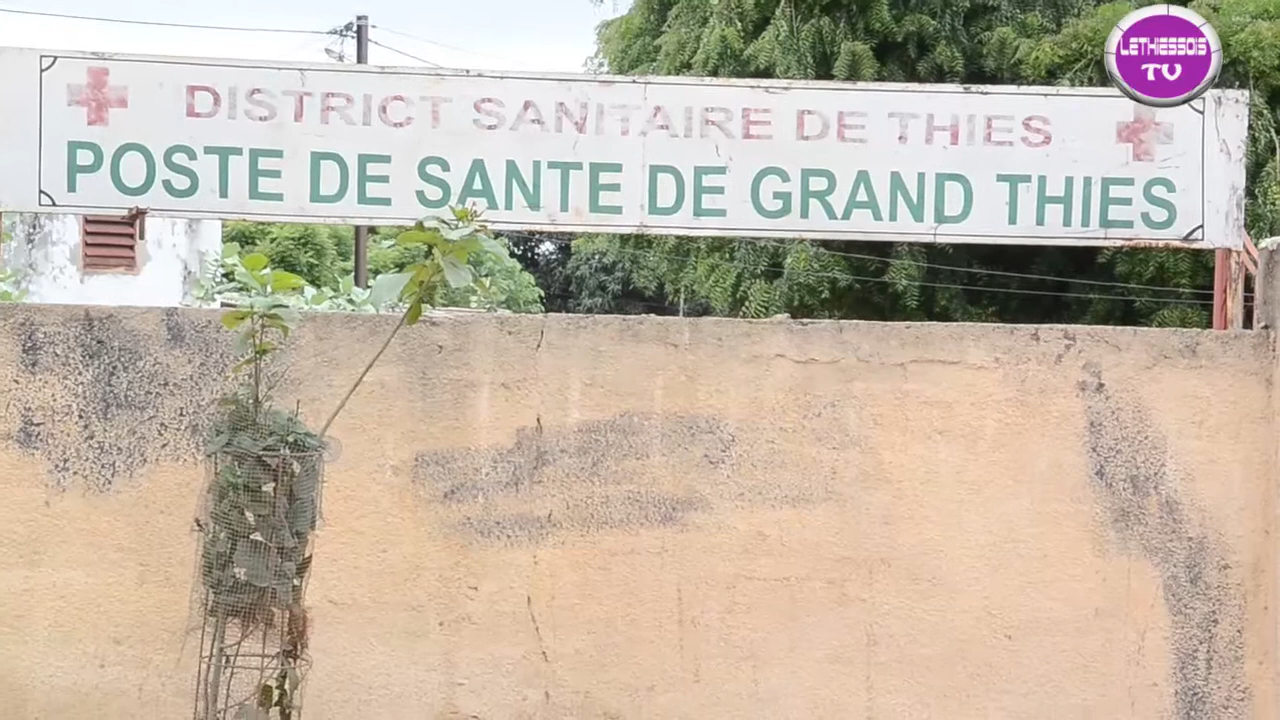 LETHIESSOIS
TV
DISTRICT SANITAIRE DE THIES
POSTE DE SANTE DE GRAND THIES